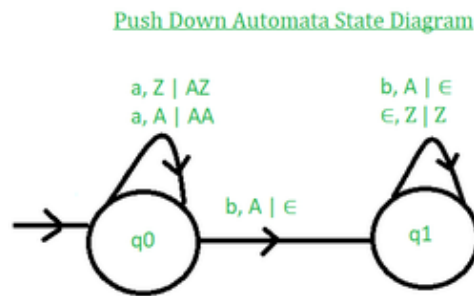 Push Down Automata State Diagram
a, Z | AZ
a, A | AA
b, A | ∈
∈, Z | Z
b, A | ∈
q0
q1